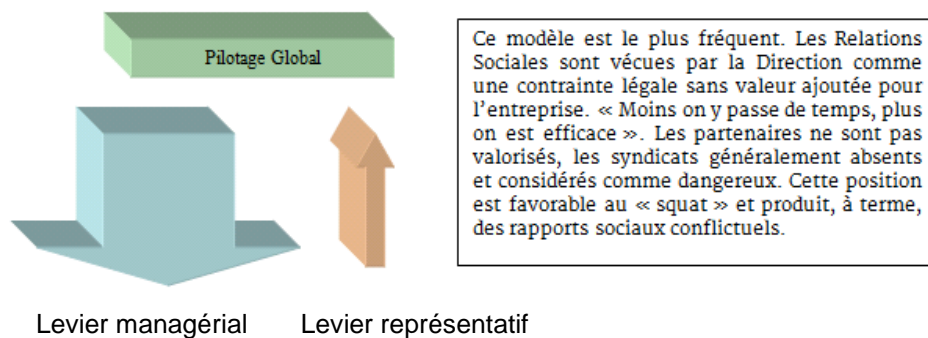 Pilotage Global
Ce modèle est le plus fréquent. Les Relations
Sociales sont vécues par la Direction comme
une contrainte légale sans valeur ajoutée pour
l'entreprise. « Moins on y passe de temps, plus
on est efficace ». Les partenaires ne sont pas
valorisés, les syndicats généralement absents
et considérés comme dangereux. Cette position
est favorable au « squat » et produit, à terme,
des rapports sociaux conflictuels.
Levier managérial Levier représentatif